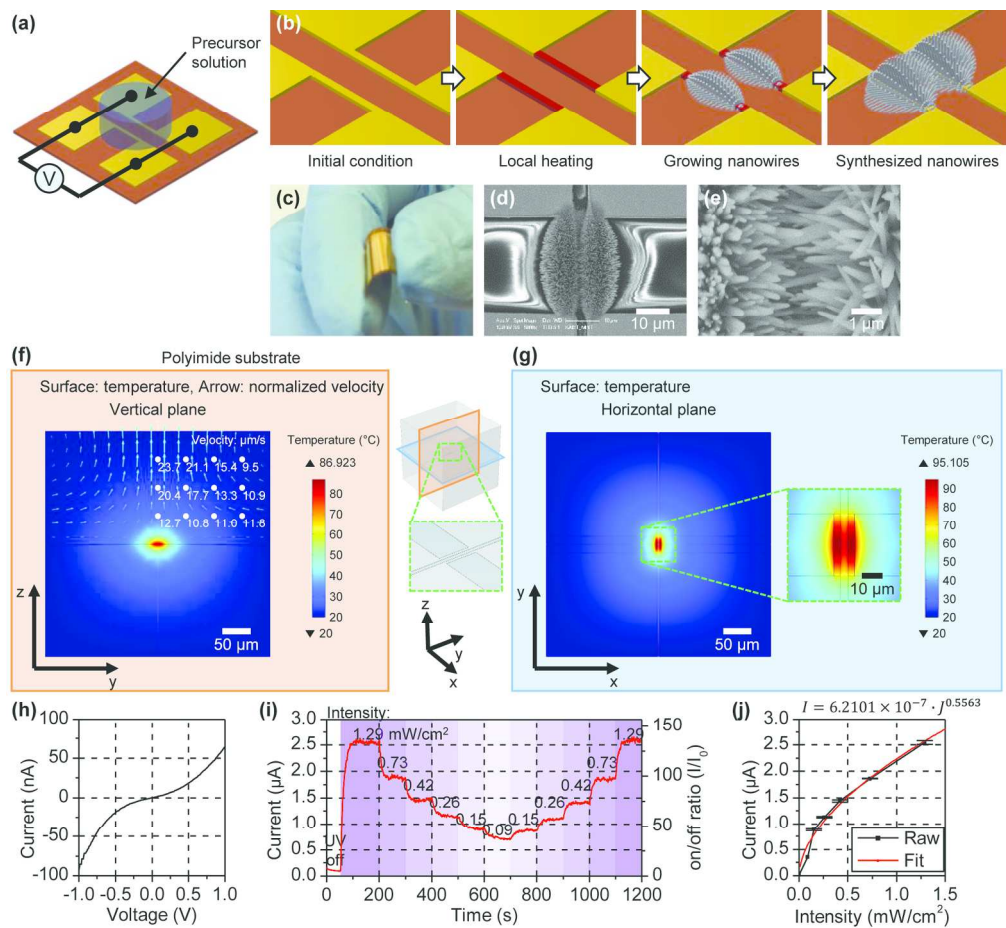 (a)
Precursor
solution
V
(b)
Initial condition
Local heating
Growing nanowires
Synthesized nanowires
(c)
(d)
10 μm
(e)
1 μm
(f)
Polyimide substrate
Surface: temperature, Arrow: normalized velocity
Vertical plane
Velocity: μm/s
23.7 21.1 15.4 9.5
20.4 17.7 13.3 10.9
12.7 10.8 11.0 11.8
Temperature (°C)
▲ 86.923
80
70
60
50
40
30
20
▼ 20
z
y
50 μm
z
y
x
(g)
Surface: temperature
Horizontal plane
Temperature (°C)
▲ 95.105
90
80
70
60
50
40
30
20
▼ 20
10 μm
y
x
50 μm
(h)
Current (nA)
100
50
0
-50
-100
-1.0 -0.5 0.0 0.5 1.0
Voltage (V)
(i)
Intensity:
1.29 mW/cm²
0.73
0.42
0.26
0.15
0.09
0.15
0.26
0.42
0.73
1.29
UV
off
Current (μA)
3.0
2.5
2.0
1.5
1.0
0.5
0.0
0 200 400 600 800 1000 1200
Time (s)
150
100
50
0
on/off ratio (I/I₀)
(j)
I = 6.2101 × 10⁻⁷ · J^0.5563
Current (μA)
3.0
2.5
2.0
1.5
1.0
0.5
0.0
Raw
Fit
0.0 0.5 1.0 1.5
Intensity (mW/cm²)